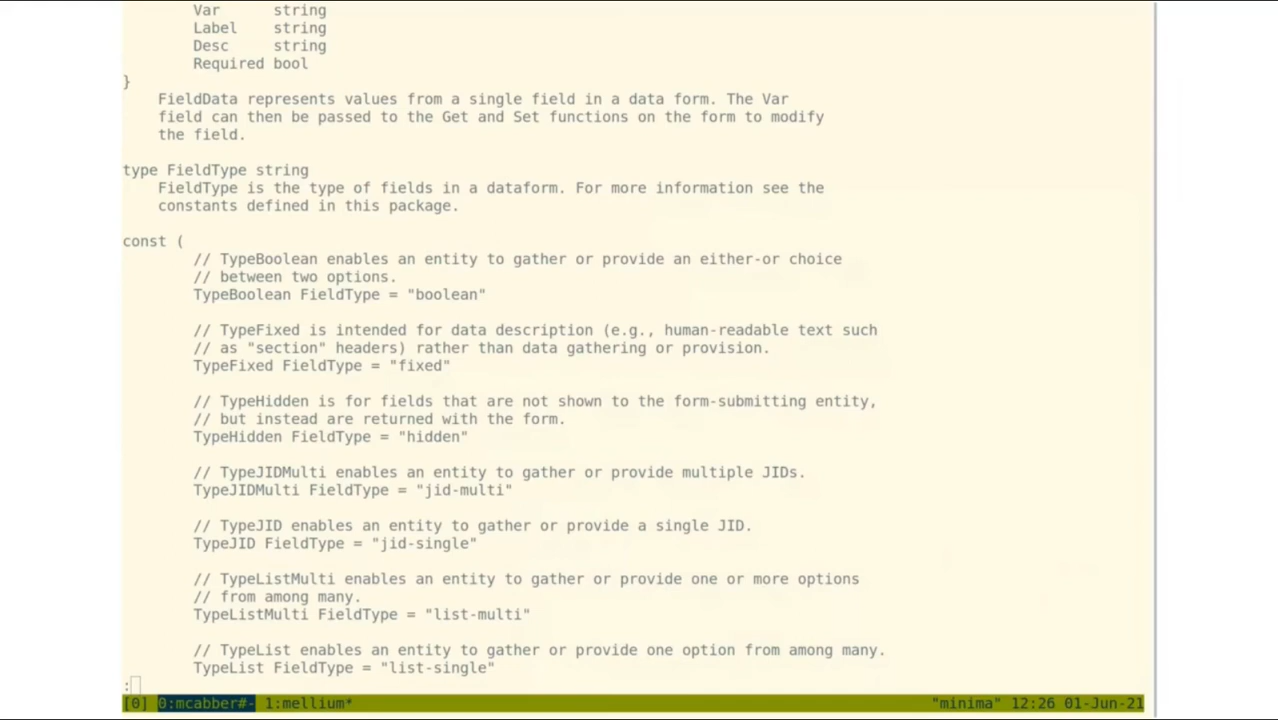 Var      string
Label    string
Desc     string
Required bool
}
FieldData represents values from a single field in a data form. The Var
field can then be passed to the Get and Set functions on the form to modify
the field.
type FieldType string
FieldType is the type of fields in a dataform. For more information see the
constants defined in this package.
const (
// TypeBoolean enables an entity to gather or provide an either-or choice
// between two options.
TypeBoolean FieldType = "boolean"
// TypeFixed is intended for data description (e.g., human-readable text such
// as "section" headers) rather than data gathering or provision.
TypeFixed FieldType = "fixed"
// TypeHidden is for fields that are not shown to the form-submitting entity,
// but instead are returned with the form.
TypeHidden FieldType = "hidden"
// TypeJIDMulti enables an entity to gather or provide multiple JIDs.
TypeJIDMulti FieldType = "jid-multi"
// TypeJID enables an entity to gather or provide a single JID.
TypeJID FieldType = "jid-single"
// TypeListMulti enables an entity to gather or provide one or more options
// from among many.
TypeListMulti FieldType = "list-multi"
// TypeList enables an entity to gather or provide one option from among many.
TypeList FieldType = "list-single"
:
[0] 0:mcabber#- 1:mellium* "minima" 12:26 01-Jun-21